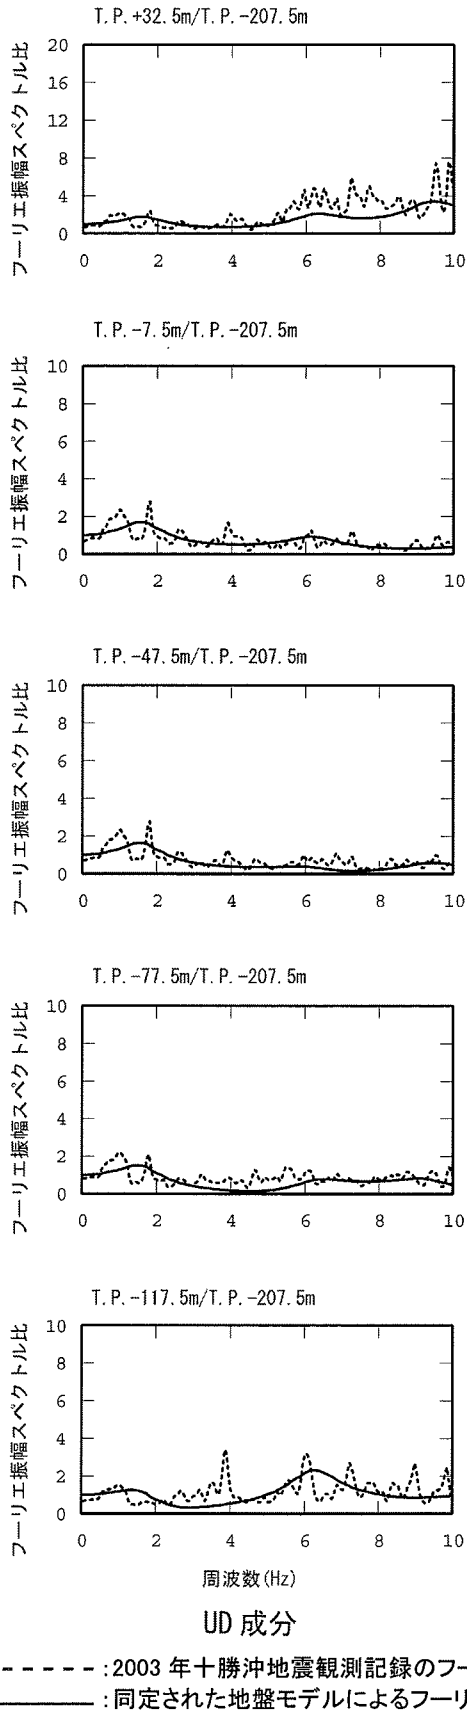 T.P.+32.5m/T.P.-207.5m
フーリエ振幅スペクトル比
20
16
12
8
4
0
0 2 4 6 8 10
T.P.-7.5m/T.P.-207.5m
フーリエ振幅スペクトル比
10
8
6
4
2
0
0 2 4 6 8 10
T.P.-47.5m/T.P.-207.5m
フーリエ振幅スペクトル比
10
8
6
4
2
0
0 2 4 6 8 10
T.P.-77.5m/T.P.-207.5m
フーリエ振幅スペクトル比
10
8
6
4
2
0
0 2 4 6 8 10
T.P.-117.5m/T.P.-207.5m
フーリエ振幅スペクトル比
10
8
6
4
2
0
0 2 4 6 8 10
周波数(Hz)
UD 成分
:2003 年十勝沖地震観測記録のフー
:同定された地盤モデルによるフーリ